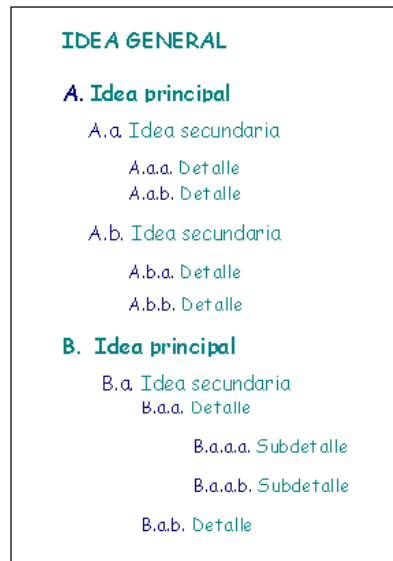 IDEA GENERAL
A. Idea principal
A.a Idea secundaria
A.a.a. Detalle
A.a.b. Detalle
A.b. Idea secundaria
A.b.a. Detalle
A.b.b. Detalle
B. Idea principal
B.a Idea secundaria
B.a.a. Detalle
B.a.a.a. Subdetalle
B.a.a.b. Subdetalle
B.a.b. Detalle